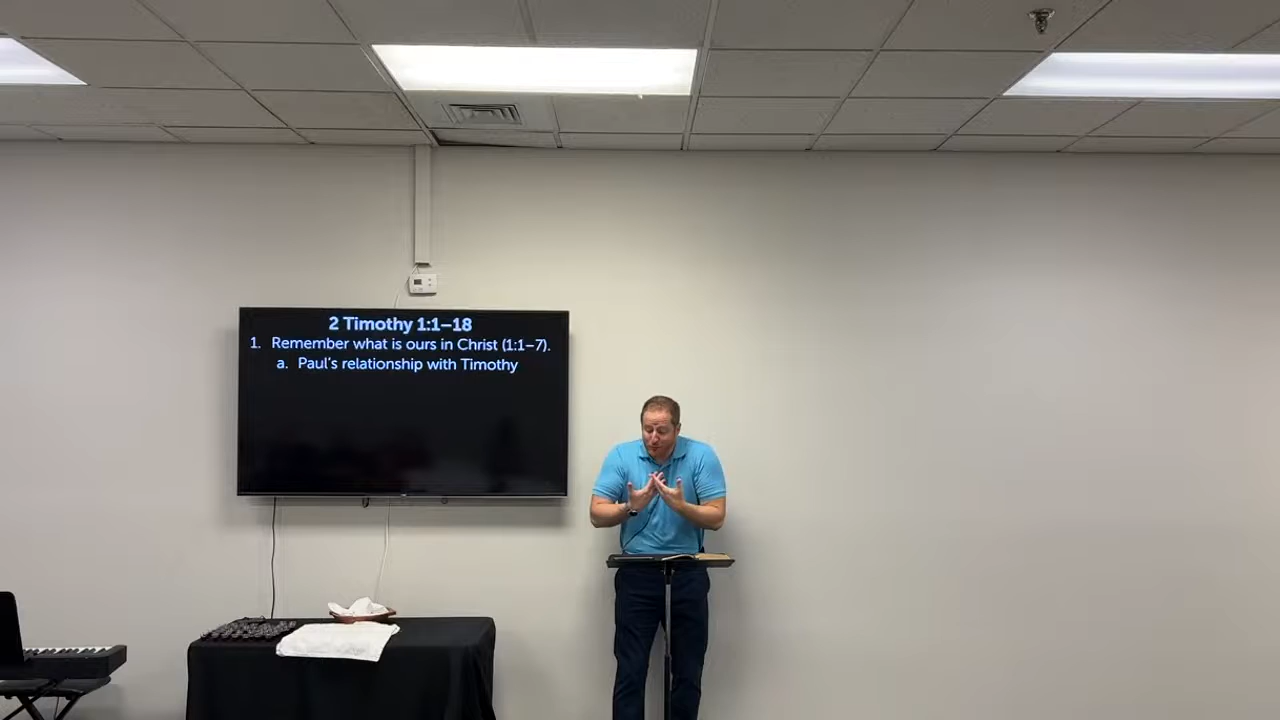 2 Timothy 1:1–18
1. Remember what is ours in Christ (1:1–7).
a. Paul's relationship with Timothy